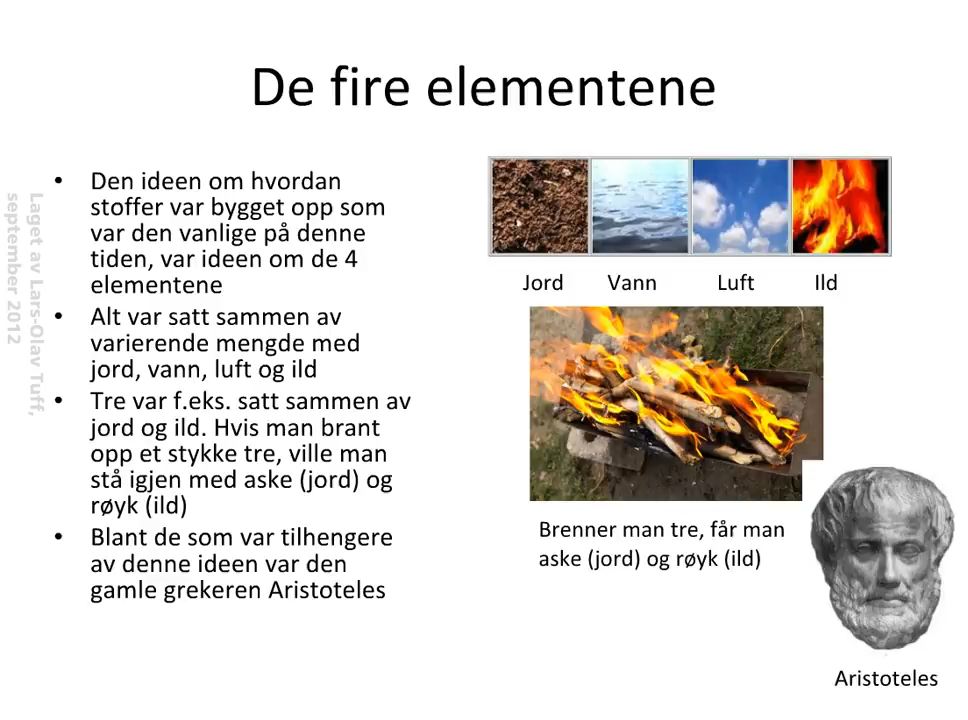 De fire elementene
• Den ideen om hvordan
stoffer var bygget opp som
var den vanlige på denne
tiden, var ideen om de 4
elementene
• Alt var satt sammen av
varierende mengde med
jord, vann, luft og ild
• Tre var f.eks. satt sammen av
jord og ild. Hvis man brant
opp et stykke tre, ville man
stå igjen med aske (jord) og
røyk (ild)
• Blant de som var tilhengere
av denne ideen var den
gamle grekeren Aristoteles
Jord Vann Luft Ild
Brenner man tre, får man
aske (jord) og røyk (ild)
Aristoteles
Laget av Lars-Olav Tuff,
september 2012